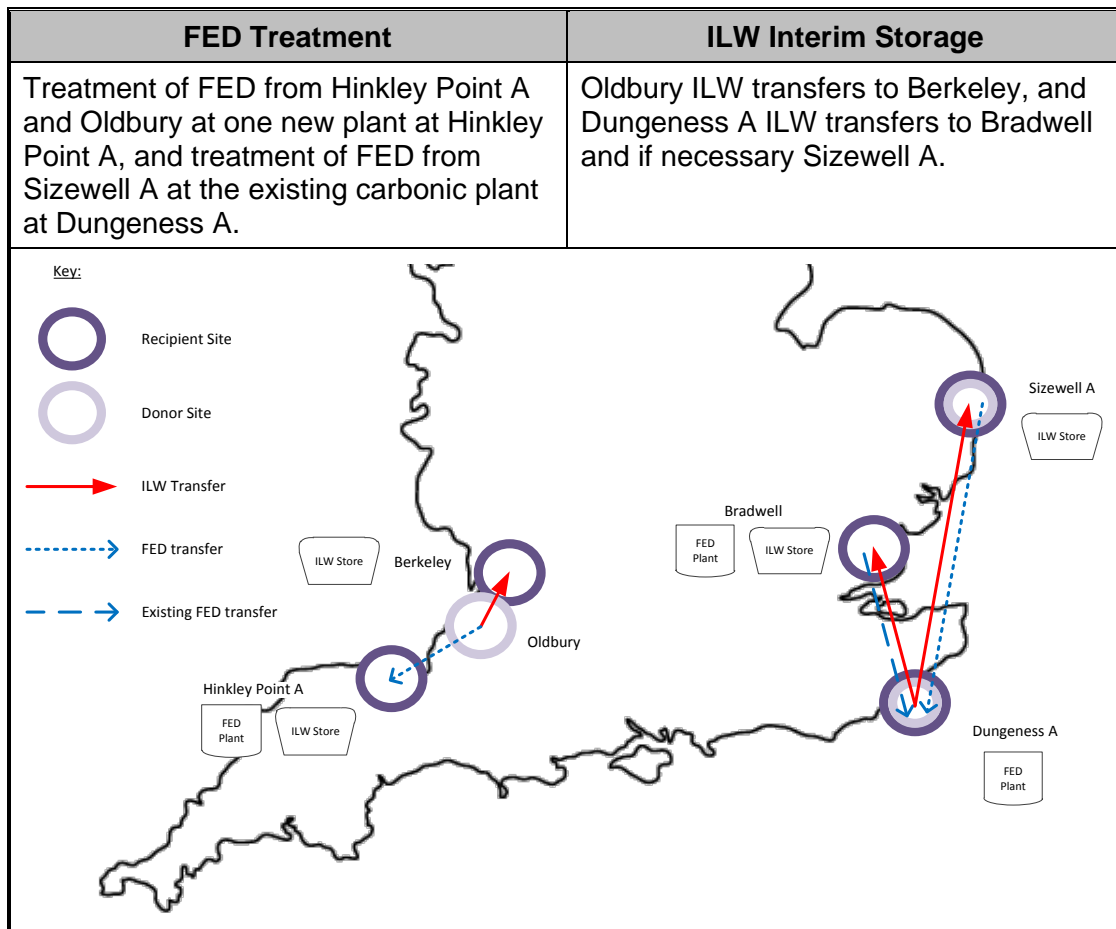 FED Treatment
ILW Interim Storage
Treatment of FED from Hinkley Point A
and Oldbury at one new plant at Hinkley
Point A, and treatment of FED from
Sizewell A at the existing carbonic plant
at Dungeness A.
Oldbury ILW transfers to Berkeley, and
Dungeness A ILW transfers to Bradwell
and if necessary Sizewell A.
Key:
Recipient Site
Donor Site
ILW Transfer
FED transfer
Existing FED transfer
Sizewell A
ILW Store
Bradwell
FED
Plant
ILW Store
ILW Store
Berkeley
Oldbury
Hinkley Point A
FED
Plant
ILW Store
Dungeness A
FED
Plant